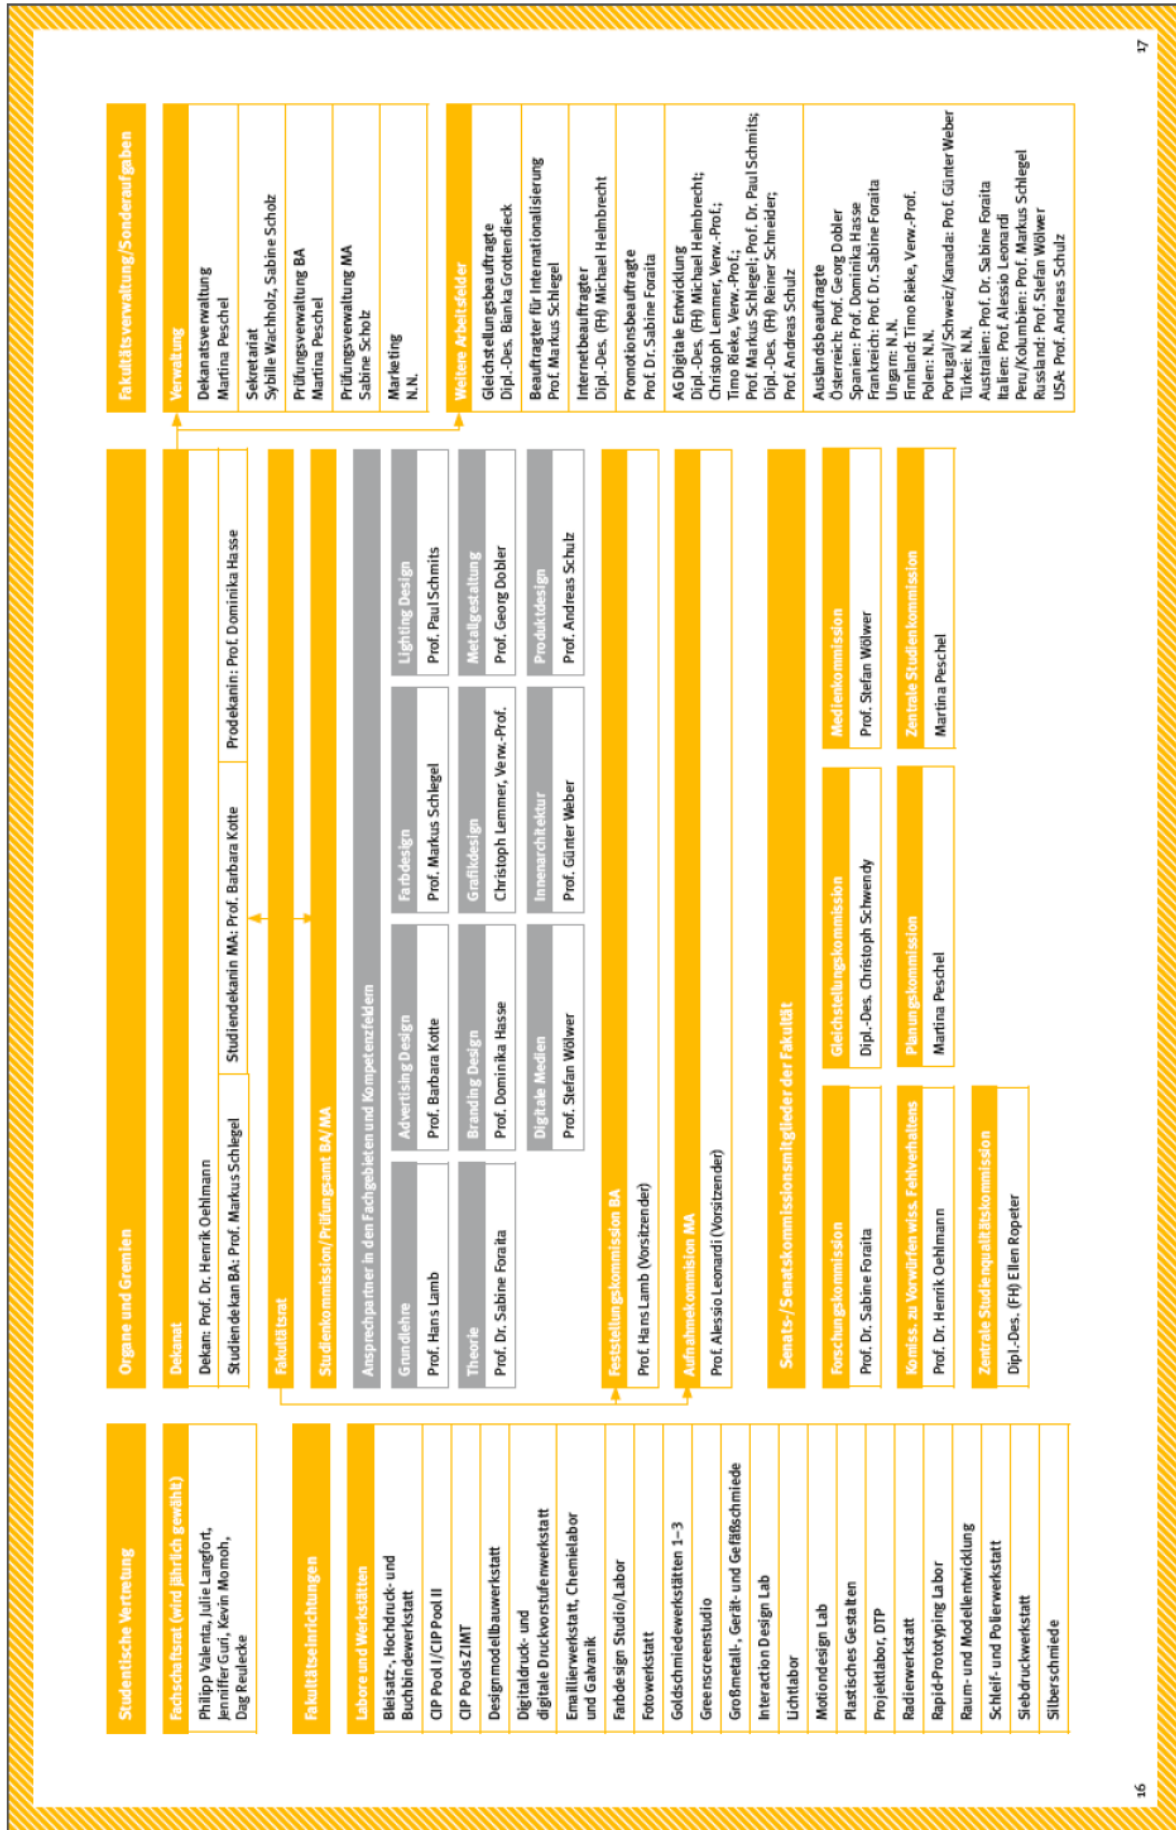 Studentische Vertretung
Fachschaftsrat (wird jährlich gewählt)
Philipp Valenta, Julie Langfort,
Jenniffer Guri, Kevin Momoh,
Dag Reulecke
Fakultätseinrichtungen
Labore und Werkstätten
Bleisatz-, Hochdruck- und
Buchbindewerkstatt
CIP Pool I/CIP Pool II
CIP Pools ZIMT
Designmodellbauwerkstatt
Digitaldruck- und
digitale Druckvorstufenwerkstatt
Emaillierwerkstatt, Chemielabor
und Galvanik
Farbdesign Studio/Labor
Fotowerkstatt
Goldschmiedewerkstätten 1–3
Greenscreenstudio
Großmetall-, Gerät- und Gefäßschmiede
Interaction Design Lab
Lichtlabor
Motiondesign Lab
Plastisches Gestalten
Projektlabor, DTP
Radierwerkstatt
Rapid-Prototyping Labor
Raum- und Modellentwicklung
Schleif- und Polierwerkstatt
Siebdruckwerkstatt
Silberschmiede
16
Organe und Gremien
Dekanat
Dekan: Prof. Dr. Henrik Oehlmann
Studiendekan BA: Prof. Markus Schlegel
Studiendekanin MA: Prof. Barbara Kotte
Prodekanin: Prof. Dominika Hasse
Fakultätsrat
Studienkommission/Prüfungsamt BA/MA
Ansprechpartner in den Fachgebieten und Kompetenzfeldern
Grundlehre
Prof. Hans Lamb
Advertising Design
Prof. Barbara Kotte
Farbdesign
Prof. Markus Schlegel
Lighting Design
Prof. Paul Schmits
Theorie
Prof. Dr. Sabine Foraita
Branding Design
Prof. Dominika Hasse
Grafikdesign
Christoph Lemmer, Verw.-Prof.
Metallgestaltung
Prof. Georg Dobler
Digitale Medien
Prof. Stefan Wölwer
Innenarchitektur
Prof. Günter Weber
Produktdesign
Prof. Andreas Schulz
Feststellungskommission BA
Prof. Hans Lamb (Vorsitzender)
Aufnahmekommision MA
Prof. Alessio Leonardi (Vorsitzender)
Senats-/Senatskommissionsmitglieder der Fakultät
Forschungskommission
Prof. Dr. Sabine Foraita
Gleichstellungskommission
Dipl.-Des. Christoph Schwendy
Medienkommission
Prof. Stefan Wölwer
Komiss. zu Vorwürfen wiss. Fehlverhaltens
Prof. Dr. Henrik Oehlmann
Planungskommission
Martina Peschel
Zentrale Studienkommission
Martina Peschel
Zentrale Studienqualitätskommission
Dipl.-Des. (FH) Ellen Ropeter
Fakultätsverwaltung/Sonderaufgaben
Verwaltung
Dekanatsverwaltung
Martina Peschel
Sekretariat
Sybille Wachholz, Sabine Scholz
Prüfungsverwaltung BA
Martina Peschel
Prüfungsverwaltung MA
Sabine Scholz
Marketing
N.N.
Weitere Arbeitsfelder
Gleichstellungsbeauftragte
Dipl.-Des. Bianka Grottendieck
Beauftragter für Internationalisierung
Prof. Markus Schlegel
Internetbeauftragter
Dipl.-Des. (FH) Michael Helmbrecht
Promotionsbeauftragte
Prof. Dr. Sabine Foraita
AG Digitale Entwicklung
Dipl.-Des. (FH) Michael Helmbrecht;
Christoph Lemmer, Verw.-Prof.;
Timo Rieke, Verw.-Prof.;
Prof. Markus Schlegel; Prof. Dr. Paul Schmits;
Dipl.-Des. (FH) Reiner Schneider;
Prof. Andreas Schulz
Auslandsbeauftragte
Österreich: Prof. Georg Dobler
Spanien: Prof. Dominika Hasse
Frankreich: Prof. Dr. Sabine Foraita
Ungarn: N.N.
Finnland: Timo Rieke, Verw.-Prof.
Polen: N.N.
Portugal/Schweiz/Kanada: Prof. Günter Weber
Türkei: N.N.
Australien: Prof. Dr. Sabine Foraita
Italien: Prof. Alessio Leonardi
Peru/Kolumbien: Prof. Markus Schlegel
Russland: Prof. Stefan Wölwer
USA: Prof. Andreas Schulz
17